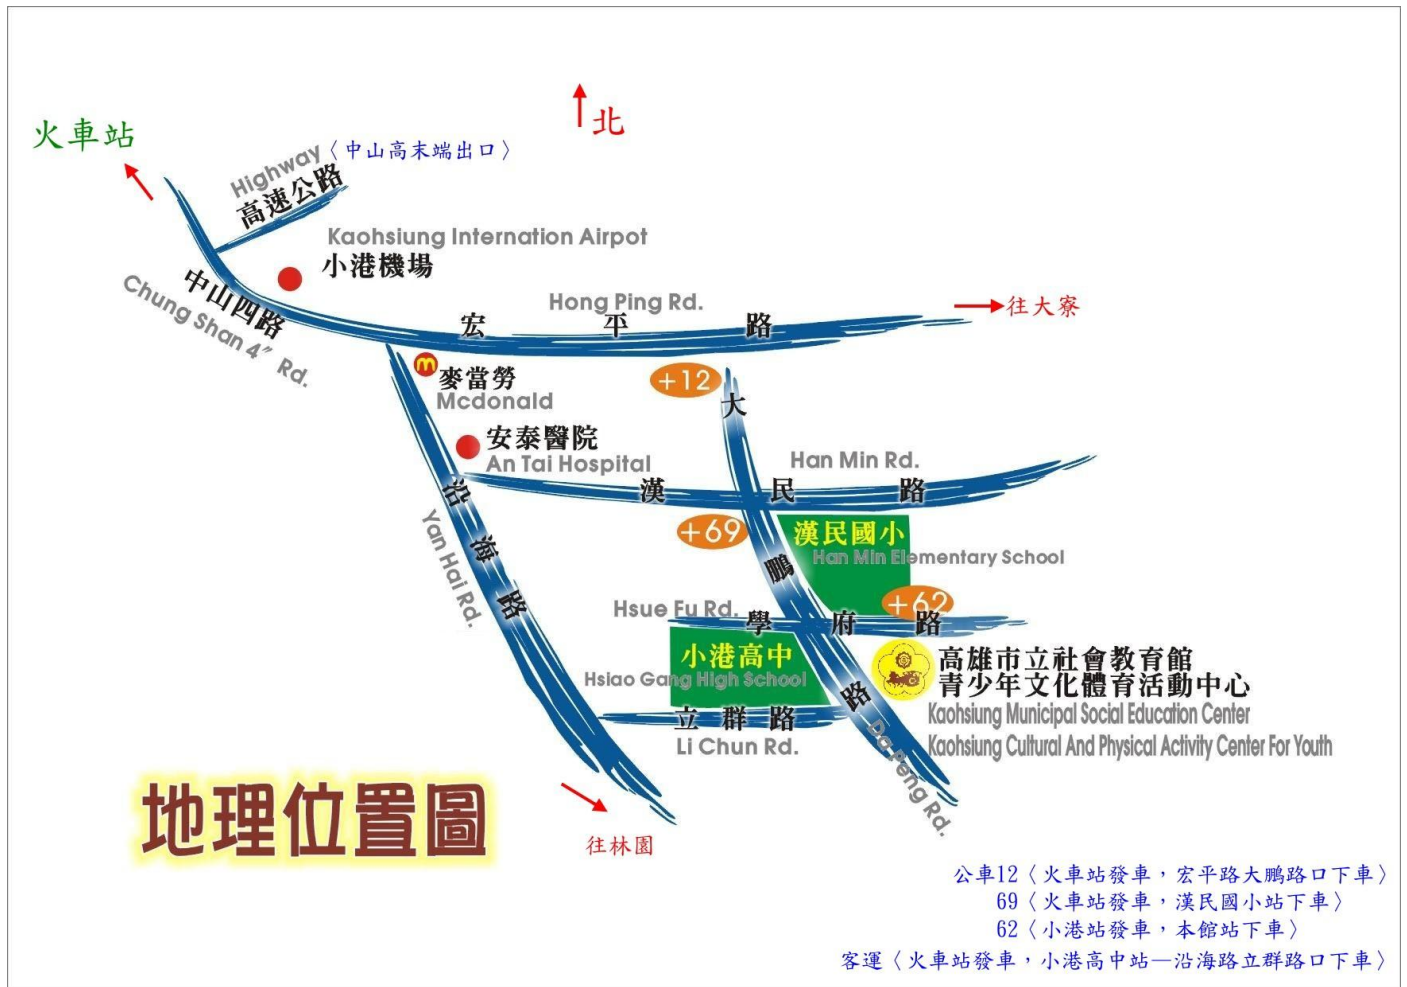 北
火車站
Highway〈中山高末端出口〉
高速公路
Kaohsiung Internation Airpot
小港機場
中山四路
Chung Shan 4" Rd.
Hong Ping Rd.
宏平路
往大寮
m
麥當勞
Mcdonald
+12
大鵬路
安泰醫院
An Tai Hospital
Han Min Rd.
漢民路
沿海路
Yan Hai Rd.
+69
漢民國小
Han Min Elementary School
+62
Hsue Fu Rd.
學府路
小港高中
Hsiao Gang High School
高雄市立社會教育館
青少年文化體育活動中心
Kaohsiung Municipal Social Education Center
Kaohsiung Cultural And Physical Activity Center For Youth
立群路
Li Chun Rd.
Da Peng Rd.
地理位置圖
往林園
公車12〈火車站發車，宏平路大鵬路口下車〉
69〈火車站發車，漢民國小站下車〉
62〈小港站發車，本館站下車〉
客運〈火車站發車，小港高中站—沿海路立群路口下車〉